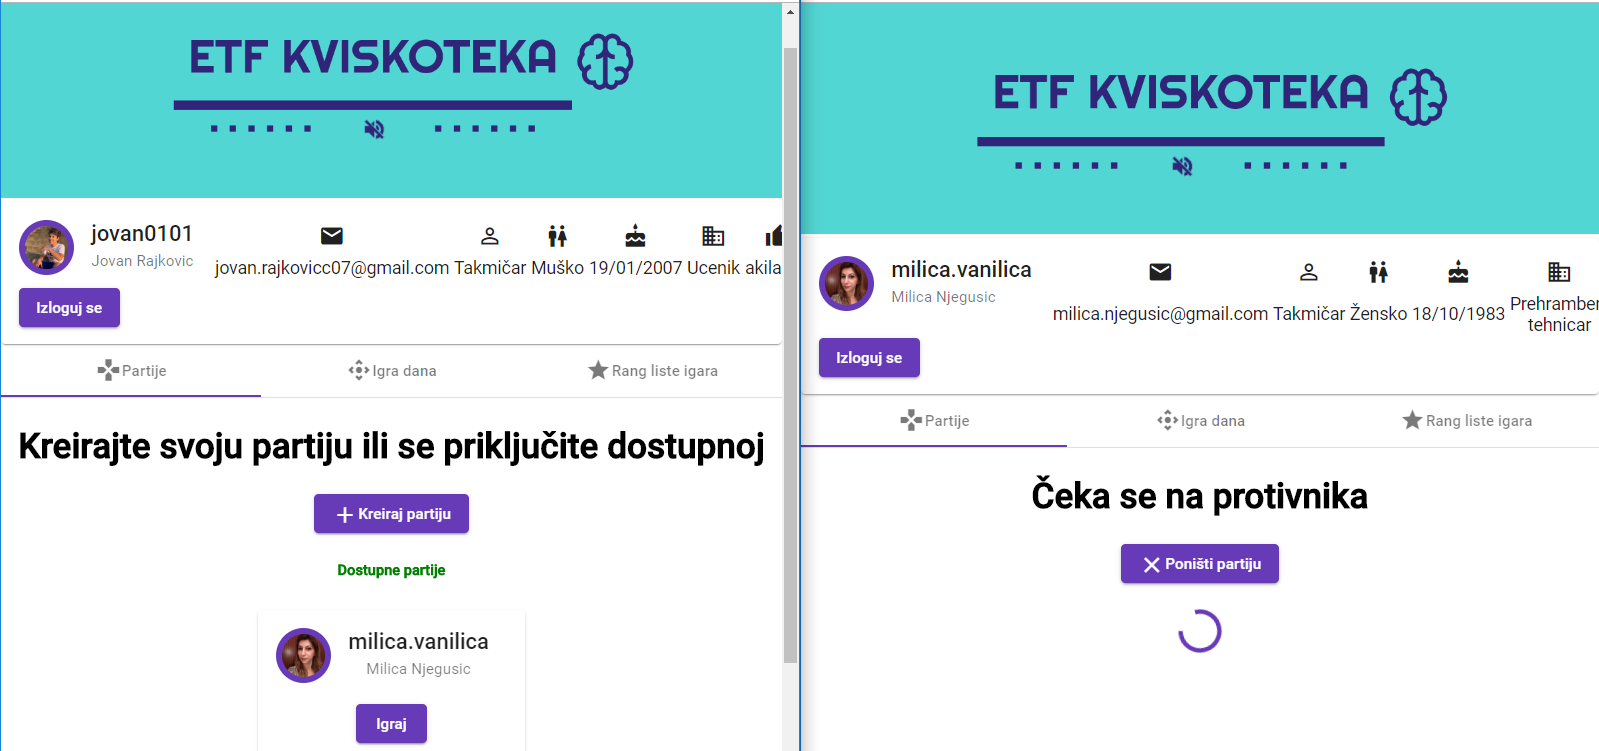 ETF KVISKOTEKA
jovan0101
Jovan Rajkovic
jovan.rajkovicc07@gmail.com Takmičar Muško 19/01/2007 Ucenik akila
Izloguj se
Partije
Igra dana
Rang liste igara
Kreirajte svoju partiju ili se priključite dostupnoj
Kreiraj partiju
Dostupne partije
milica.vanilica
Milica Njegusic
Igraj
ETF KVISKOTEKA
milica.vanilica
Milica Njegusic
milica.njegusic@gmail.com Takmičar Žensko 18/10/1983
Prehramben
tehnicar
Izloguj se
Partije
Igra dana
Rang liste igara
Čeka se na protivnika
Poništi partiju